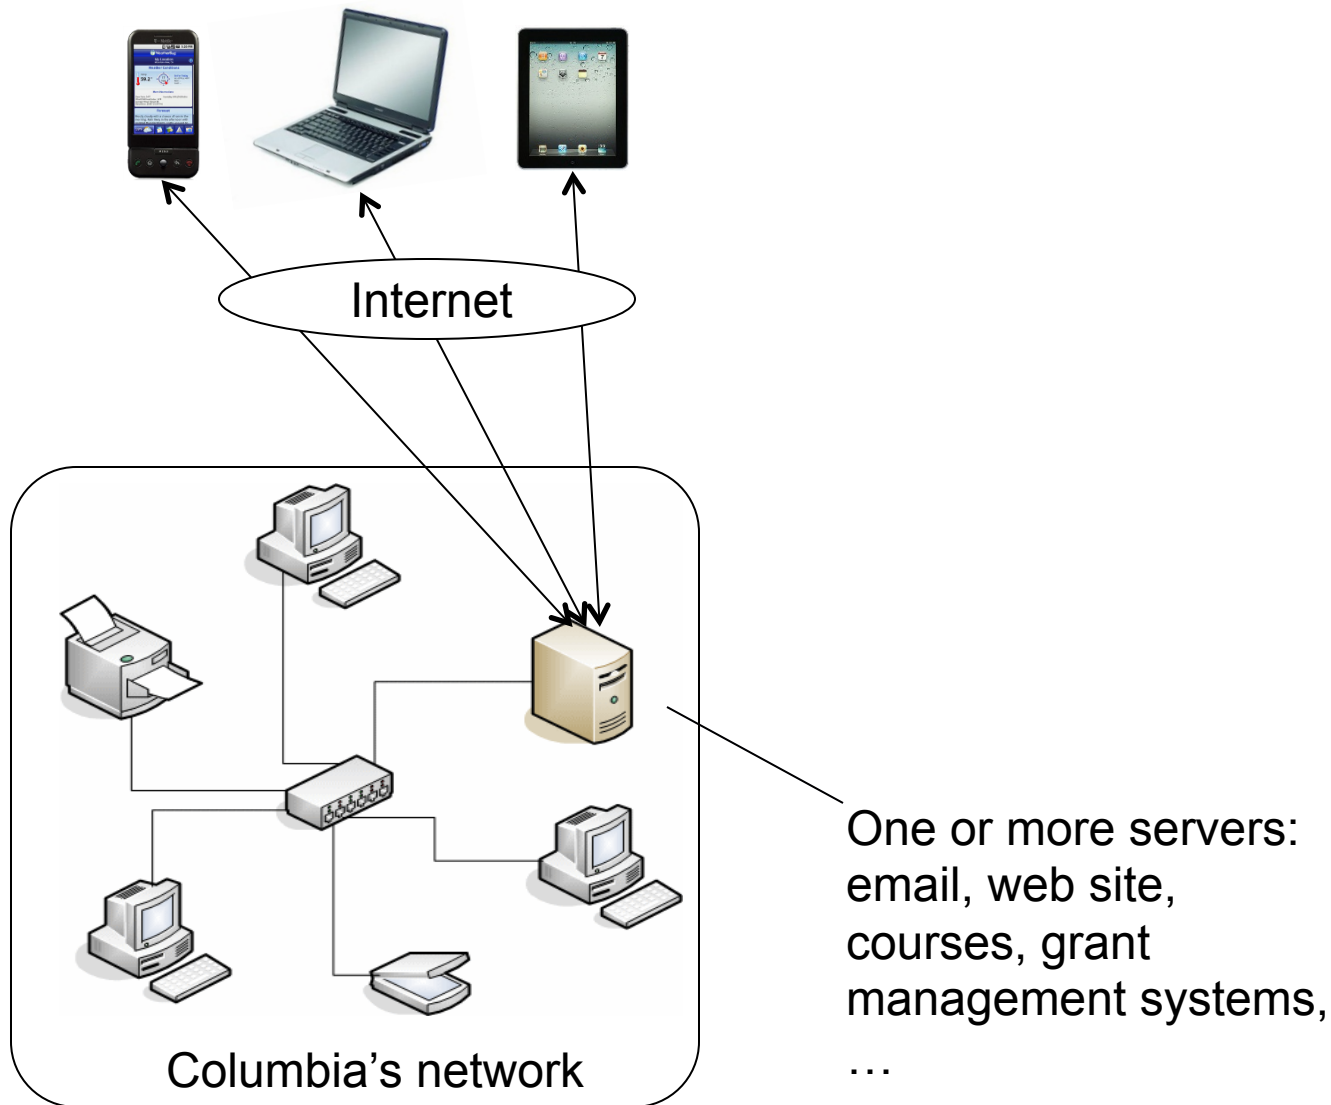 Internet
One or more servers:
email, web site,
courses, grant
management systems,
…
Columbia’s network